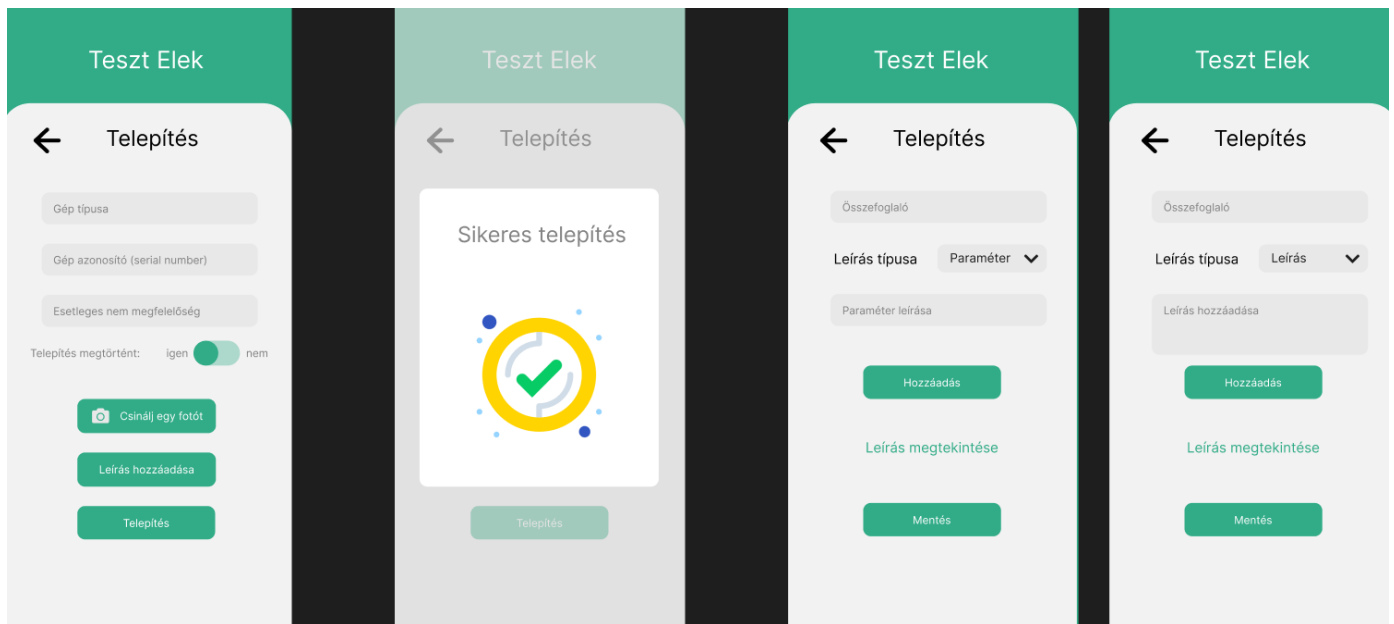 Teszt Elek
Telepítés
Gép típusa
Gép azonosító (serial number)
Esetleges nem megfelelőség
Telepítés megtörtént: igen nem
Csinálj egy fotót
Leírás hozzáadása
Telepítés
Teszt Elek
Telepítés
Sikeres telepítés
Telepítés
Teszt Elek
Telepítés
Összefoglaló
Leírás típusa Paraméter
Paraméter leírása
Hozzáadás
Leírás megtekintése
Mentés
Teszt Elek
Telepítés
Összefoglaló
Leírás típusa Leírás
Leírás hozzáadása
Hozzáadás
Leírás megtekintése
Mentés